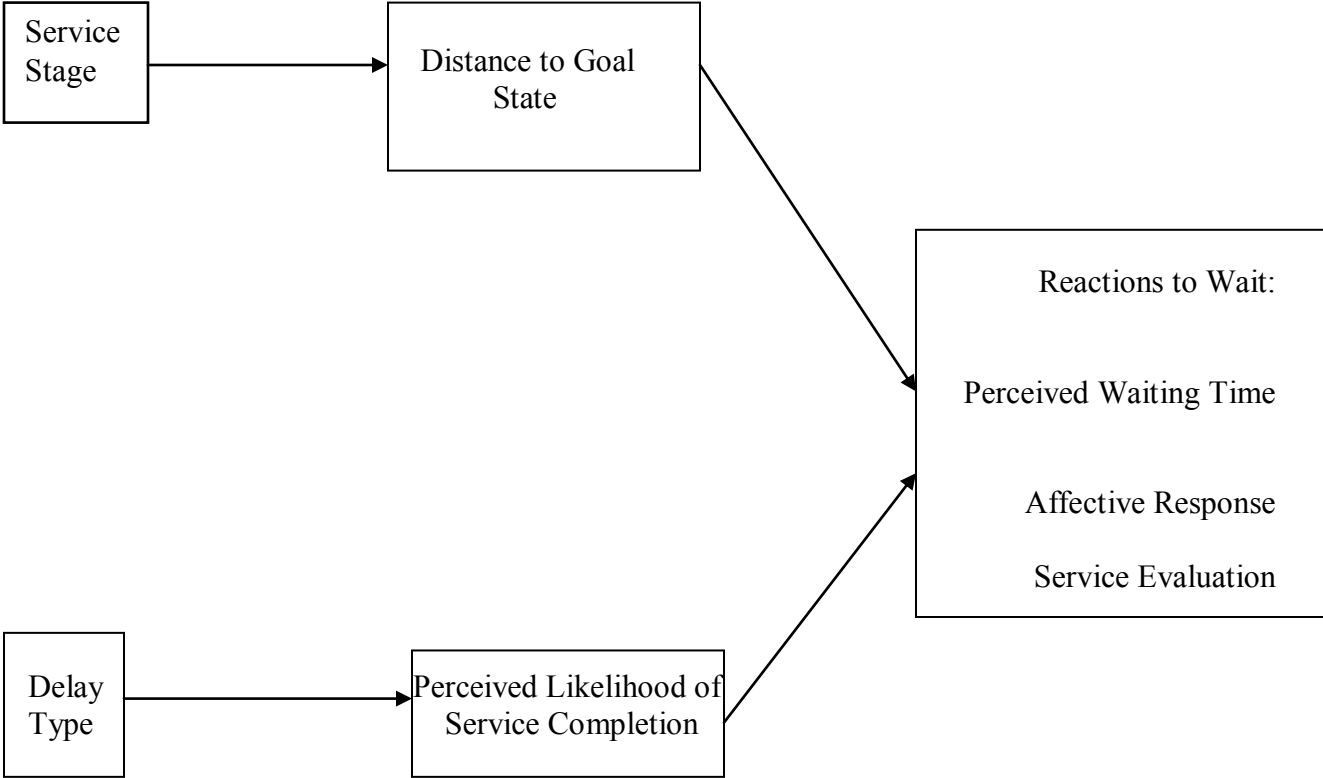 Service
Stage
Distance to Goal
State
Reactions to Wait:
Perceived Waiting Time
Affective Response
Service Evaluation
Delay
Type
Perceived Likelihood of
Service Completion